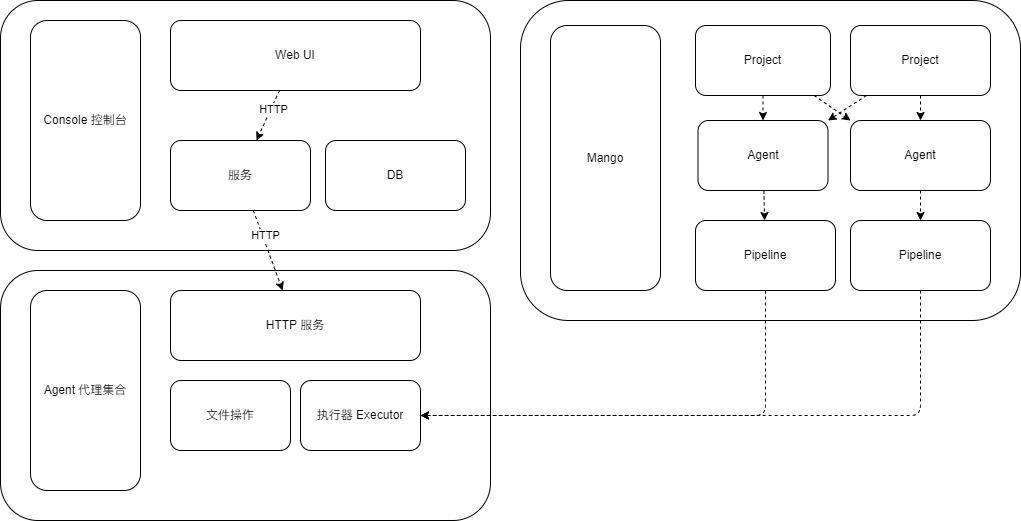 Console 控制台
Web UI
HTTP
服务
DB
HTTP
Agent 代理集合
HTTP 服务
文件操作
执行器 Executor
Mango
Project
Project
Agent
Agent
Pipeline
Pipeline